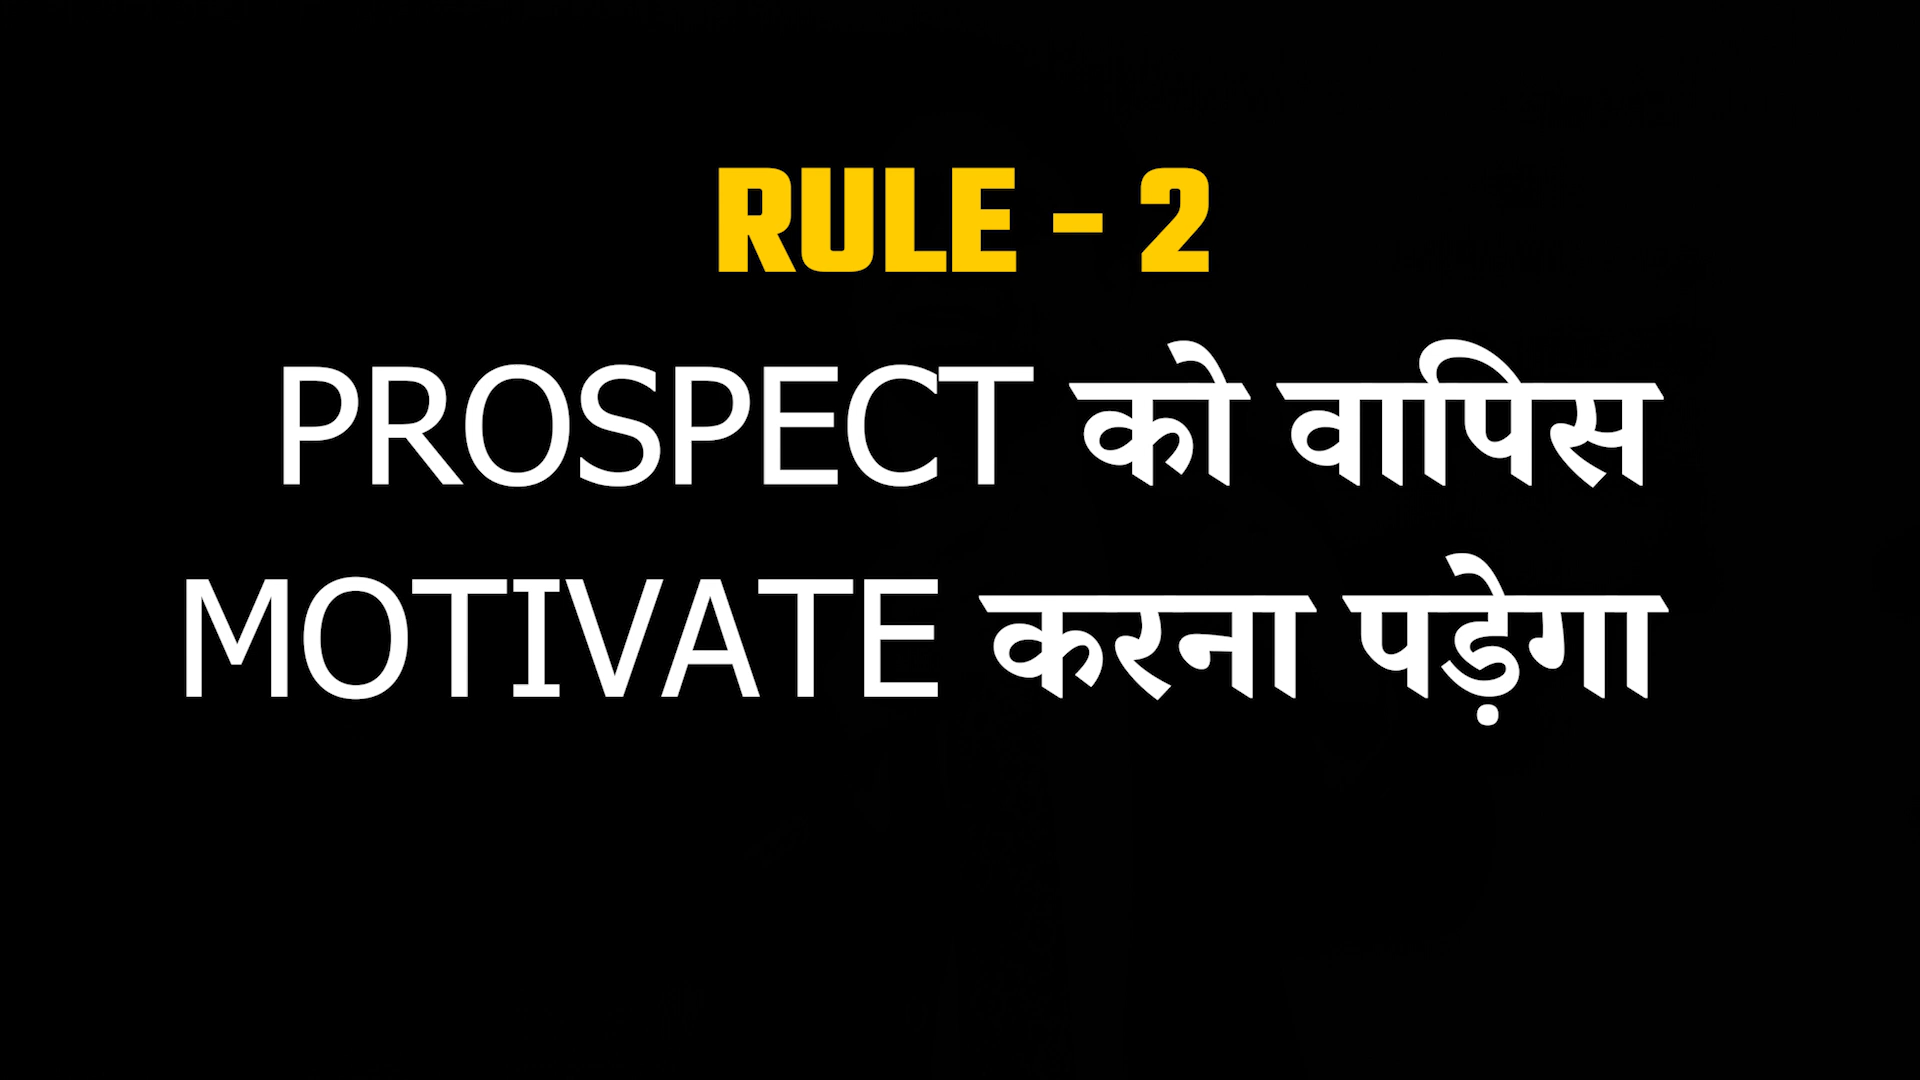 RULE - 2
PROSPECT को वापिस
MOTIVATE करना पड़ेगा